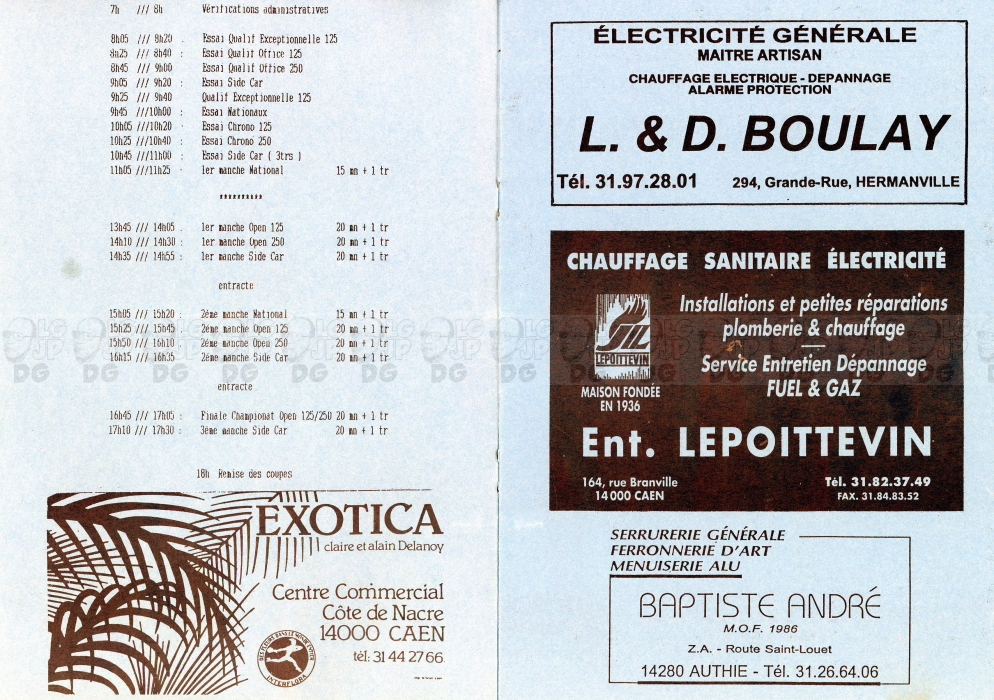 7h /// 8h Vérifications administratives
8h05 /// 8h20 . Essai Qualif Exceptionnelle 125
8h25 /// 8h40 : Essai Qualif Office 125
8h45 /// 9h00 Essai Qualif Office 250
9h05 /// 9h20 : Essai Side Car
9h25 /// 9h40 Qualif Exceptionnelle 125
9h45 ///10h00 : Essai Nationaux
10h05 ///10h20 · Essai Chrono 125
10h25 ///10h40 : Essai Chrono 250
10h45 ///11h00 : Essai Side Car ( 3trs )
11h05 ///11h25 · 1er manche National 15 mn + 1 tr
**********
13h45 /// 14h05 . 1er manche Open 125 20 mn + 1 tr
14h10 /// 14h30 : 1er manche Open 250 20 mn + 1 tr
14h35 /// 14h55 : 1er manche Side Car 20 mn + 1 tr
entracte
15h05 /// 15h20 : 2ème manche National 15 mn + 1 tr
15h25 /// 15h45 2ème manche Open 125 20 mn + 1 tr
15h50 /// 16h10 . 2ème manche Open 250 20 mn + 1 tr
16h15 /// 16h35 2ème manche Side Car 20 mn + 1 tr
entracte
16h45 /// 17h05 : Finale Championat Open 125/250 20 mn + 1 tr
17h10 /// 17h30 : 3ème manche Side Car 20 mn + 1 tr
18h Remise des coupes
EXOTICA
claire et alain Delanoy
Centre Commercial
Côte de Nacre
14000 CAEN
tél: 31 44 27 66
DES FLEURS DANS LE MONDE ENTIER
INTERFLORA
ÉLECTRICITÉ GÉNÉRALE
MAITRE ARTISAN
CHAUFFAGE ELECTRIQUE - DEPANNAGE
ALARME PROTECTION
L. & D. BOULAY
Tél. 31.97.28.01 294, Grande-Rue, HERMANVILLE
CHAUFFAGE SANITAIRE ÉLECTRICITÉ
Installations et petites réparations
plomberie & chauffage
LEPOITTEVIN
Service Entretien Dépannage
FUEL & GAZ
MAISON FONDÉE
EN 1936
Ent. LEPOITTEVIN
164, rue Branville
14000 CAEN
Tél. 31.82.37.49
FAX. 31.84.83.52
SERRURERIE GÉNÉRALE
FERRONNERIE D'ART
MENUISERIE ALU
BAPTISTE ANDRÉ
M.O.F. 1986
Z.A. - Route Saint-Louet
14280 AUTHIE - Tél. 31.26.64.06